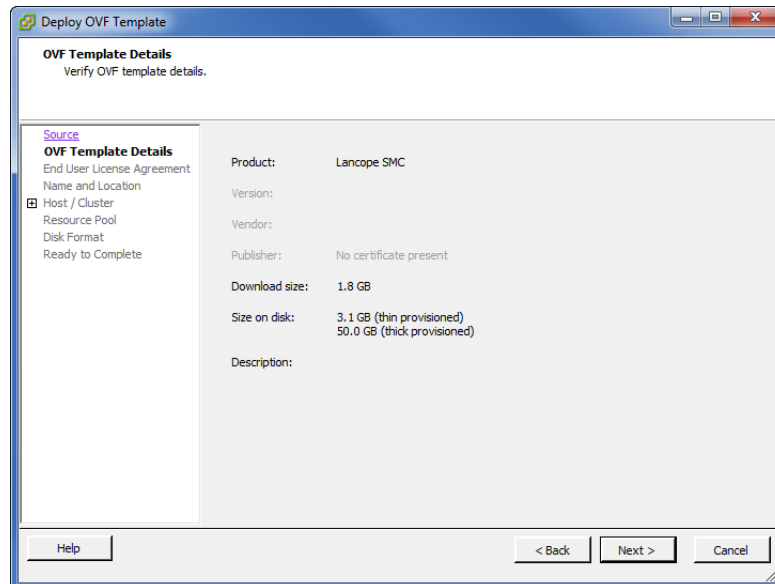 Deploy OVF Template
OVF Template Details
Verify OVF template details.
Source
OVF Template Details
End User License Agreement
Name and Location
Host / Cluster
Resource Pool
Disk Format
Ready to Complete
Product: Lancope SMC
Version:
Vendor:
Publisher: No certificate present
Download size: 1.8 GB
Size on disk: 3.1 GB (thin provisioned)
50.0 GB (thick provisioned)
Description:
Help
< Back
Next >
Cancel